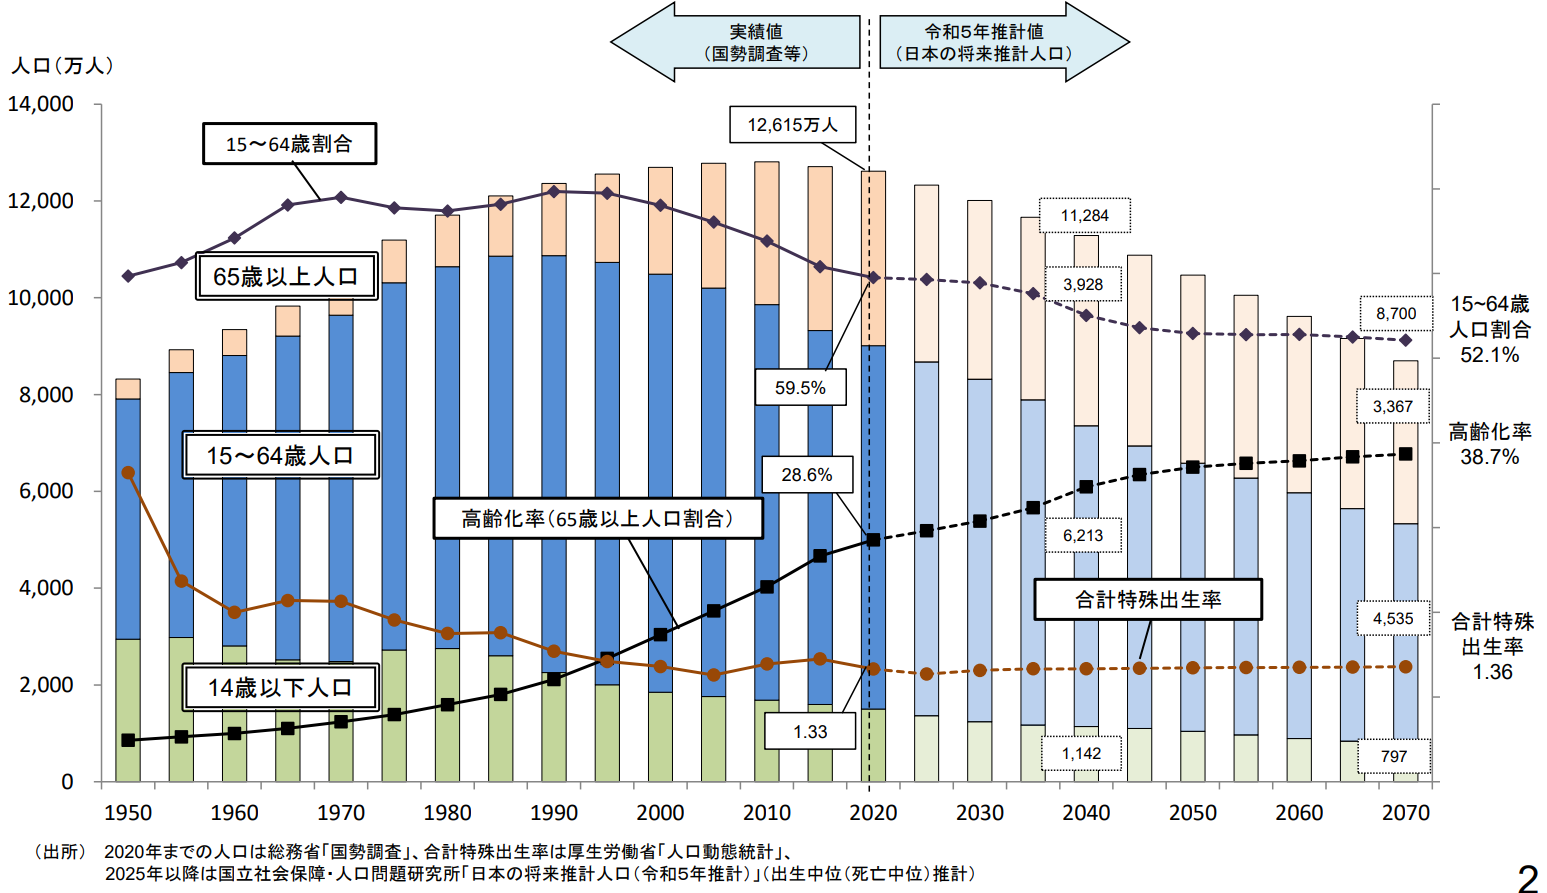 実績値
（国勢調査等）
令和5年推計値
（日本の将来推計人口）
人口（万人）
14,000
12,000
10,000
8,000
6,000
4,000
2,000
0
15～64歳割合
12,615万人
65歳以上人口
11,284
3,928
8,700
15~64歳
人口割合
52.1%
59.5%
3,367
15～64歳人口
28.6%
高齢化率
38.7%
高齢化率（65歳以上人口割合）
6,213
合計特殊出生率
4,535
合計特殊
出生率
1.36
14歳以下人口
1.33
1,142
797
1950
1960
1970
1980
1990
2000
2010
2020
2030
2040
2050
2060
2070
（出所） 2020年までの人口は総務省「国勢調査」、合計特殊出生率は厚生労働省「人口動態統計」、
2025年以降は国立社会保障・人口問題研究所「日本の将来推計人口（令和5年推計）」（出生中位（死亡中位）推計）
2